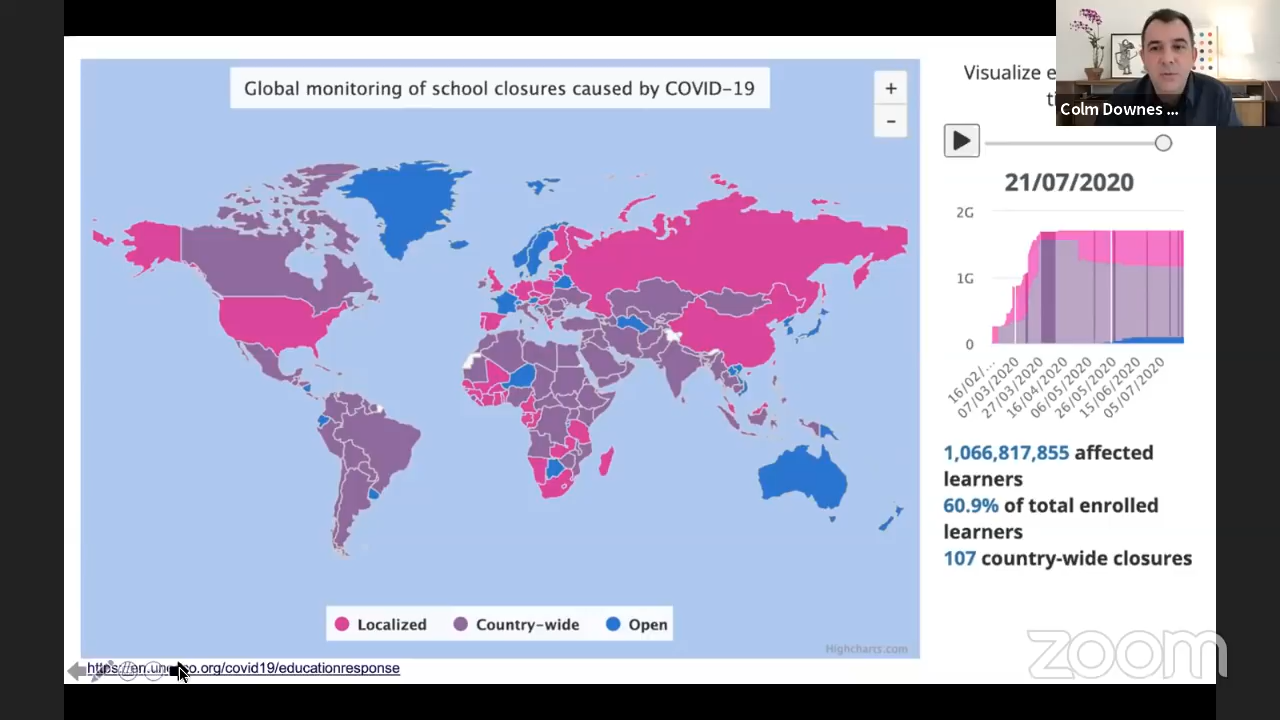 Global monitoring of school closures caused by COVID-19
+
−
Visualize
Colm Downes ...
21/07/2020
2G
1G
0
16/02/...
07/03/2020
27/03/2020
16/04/2020
06/05/2020
26/05/2020
15/06/2020
05/07/2020
1,066,817,855 affected
learners
60.9% of total enrolled
learners
107 country-wide closures
Localized
Country-wide
Open
Highcharts.com
so.org/covid19/educationresponse
zoom